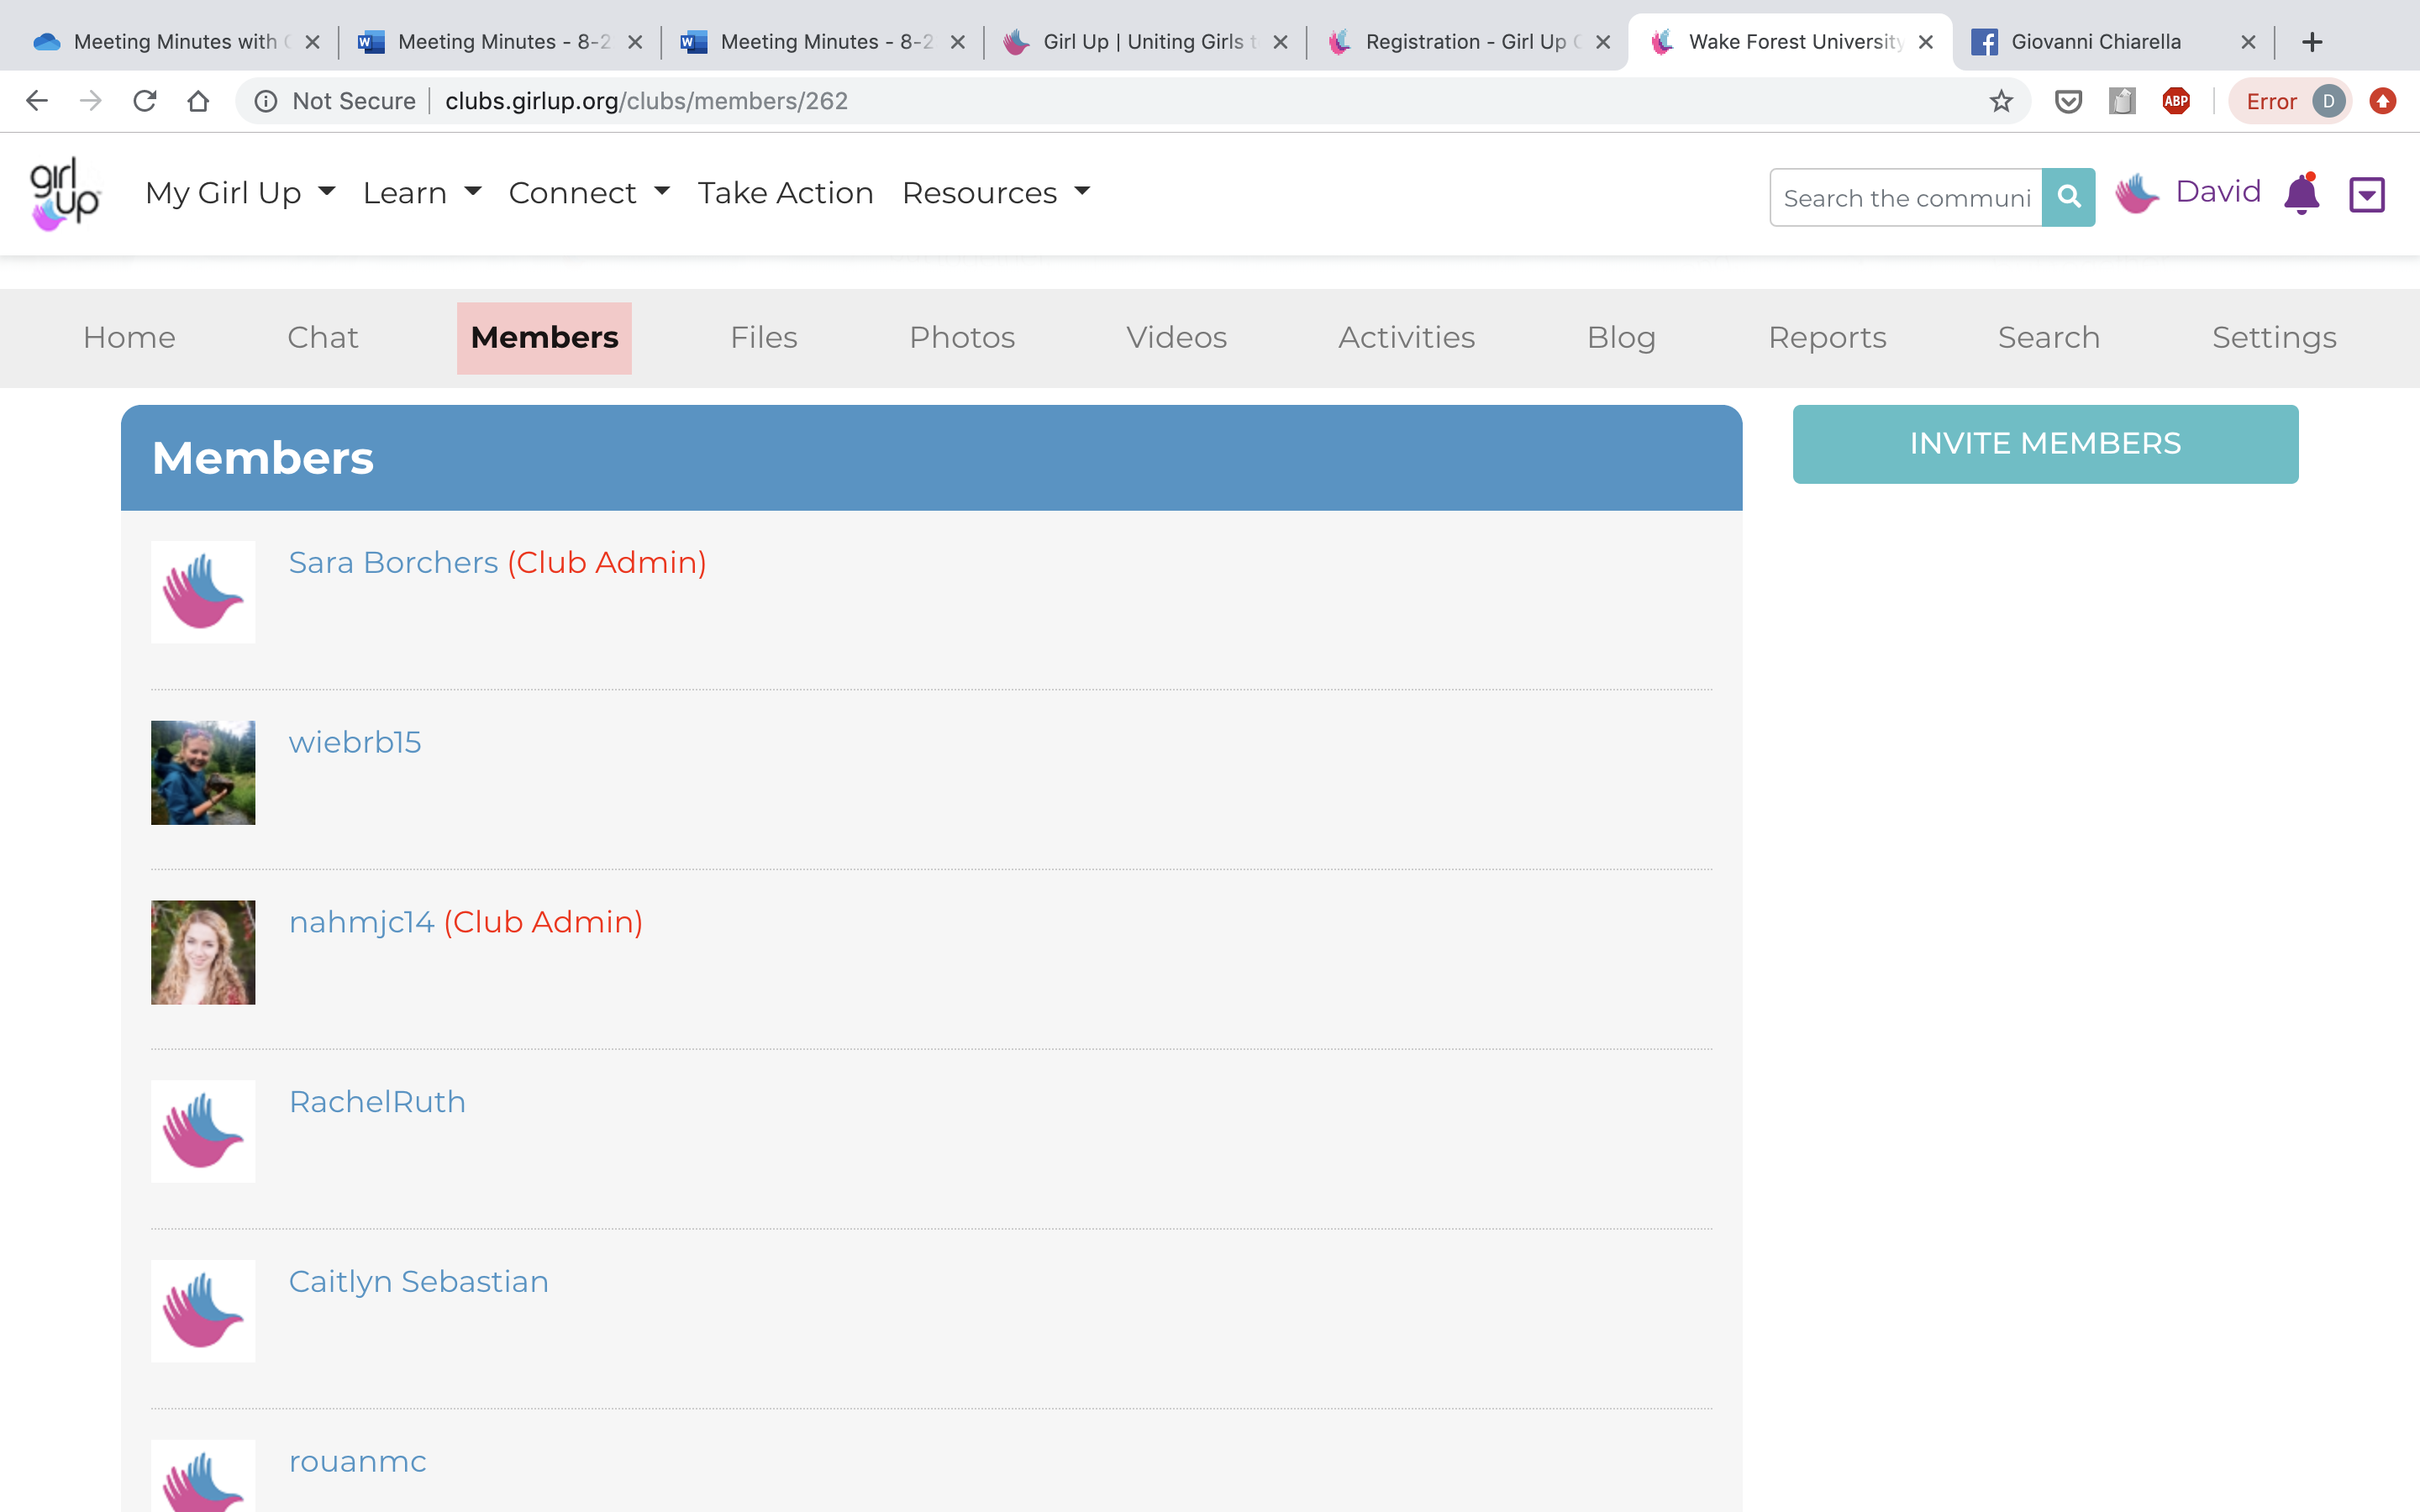 Meeting Minutes with
Meeting Minutes - 8-2
Meeting Minutes - 8-2
Girl Up | Uniting Girls t
Registration - Girl Up
Wake Forest University
Giovanni Chiarella
Not Secure
clubs.girlup.org/clubs/members/262
ABP
Error
D
girl up
My Girl Up
Learn
Connect
Take Action
Resources
Search the communi
David
Home
Chat
Members
Files
Photos
Videos
Activities
Blog
Reports
Search
Settings
Members
INVITE MEMBERS
Sara Borchers (Club Admin)
wiebrb15
nahmjc14 (Club Admin)
RachelRuth
Caitlyn Sebastian
rouanmc